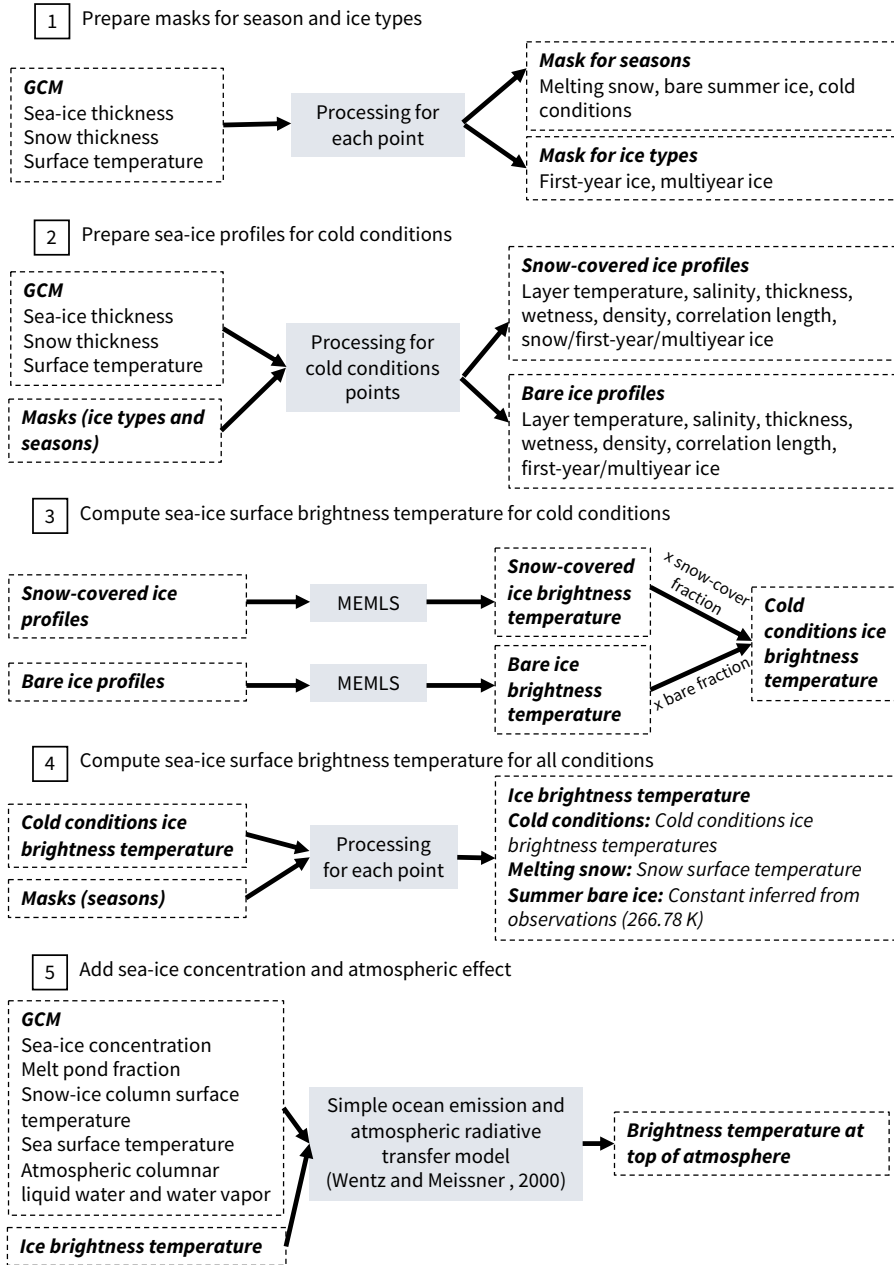 1 Prepare masks for season and ice types
GCM
Sea-ice thickness
Snow thickness
Surface temperature
Processing for
each point
Mask for seasons
Melting snow, bare summer ice, cold
conditions
Mask for ice types
First-year ice, multiyear ice
2 Prepare sea-ice profiles for cold conditions
GCM
Sea-ice thickness
Snow thickness
Surface temperature
Masks (ice types and
seasons)
Processing for
cold conditions
points
Snow-covered ice profiles
Layer temperature, salinity, thickness,
wetness, density, correlation length,
snow/first-year/multiyear ice
Bare ice profiles
Layer temperature, salinity, thickness,
wetness, density, correlation length,
first-year/multiyear ice
3 Compute sea-ice surface brightness temperature for cold conditions
Snow-covered ice
profiles
MEMLS
Snow-covered
ice brightness
temperature
x snow-cover
fraction
Bare ice profiles
MEMLS
Bare ice
brightness
temperature
x bare fraction
Cold
conditions ice
brightness
temperature
4 Compute sea-ice surface brightness temperature for all conditions
Cold conditions ice
brightness temperature
Masks (seasons)
Processing
for each point
Ice brightness temperature
Cold conditions: Cold conditions ice
brightness temperatures
Melting snow: Snow surface temperature
Summer bare ice: Constant inferred from
observations (266.78 K)
5 Add sea-ice concentration and atmospheric effect
GCM
Sea-ice concentration
Melt pond fraction
Snow-ice column surface
temperature
Sea surface temperature
Atmospheric columnar
liquid water and water vapor
Ice brightness temperature
Simple ocean emission and
atmospheric radiative
transfer model
(Wentz and Meissner , 2000)
Brightness temperature at
top of atmosphere